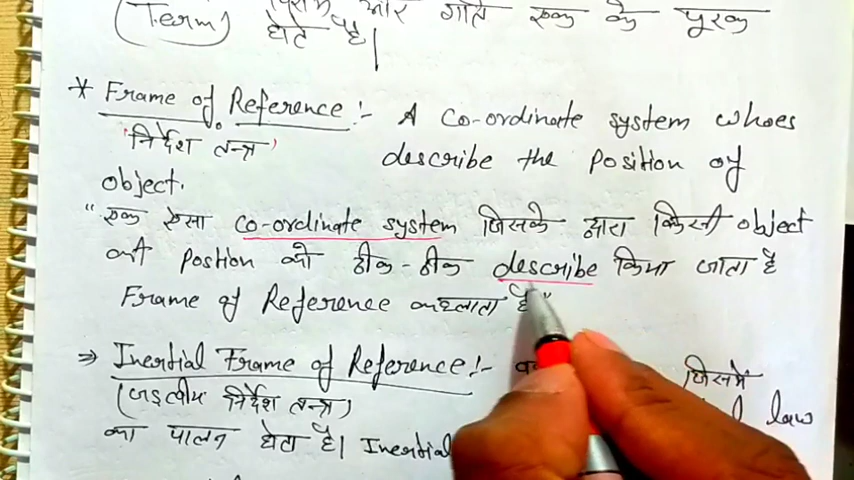 और गति एक के पूरक
(Term) होते है|
* Frame of Reference :- A Co-ordinate system whoes
'निर्देश तन्त्र' describe the Position of
object.
"एक ऐसा co-ordinate system जिसके द्वारा किसी object
की Postion को ठीक-ठीक describe किया जाता है
Frame of Reference कहलाता है"
⇒ Inertial Frame of Reference :- जिसमें
(जड़त्वीय निर्देश तन्त्र) law
का पालन होता है| Inertial